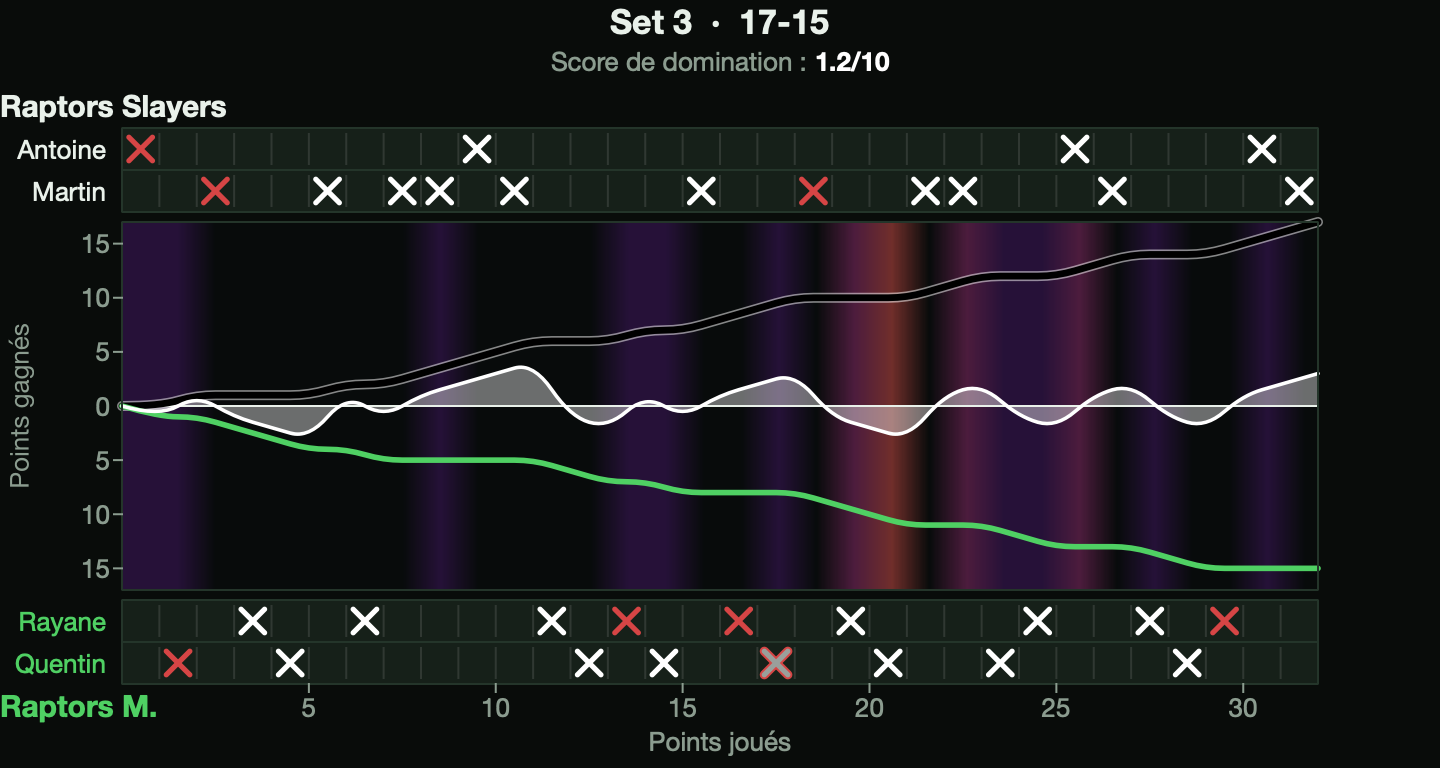 Set 3 · 17-15
Score de domination : 1.2/10
Raptors Slayers
Antoine
Martin
Points gagnés
15
10
5
0
5
10
15
Rayane
Quentin
Raptors M.
5 10 15 20 25 30
Points joués